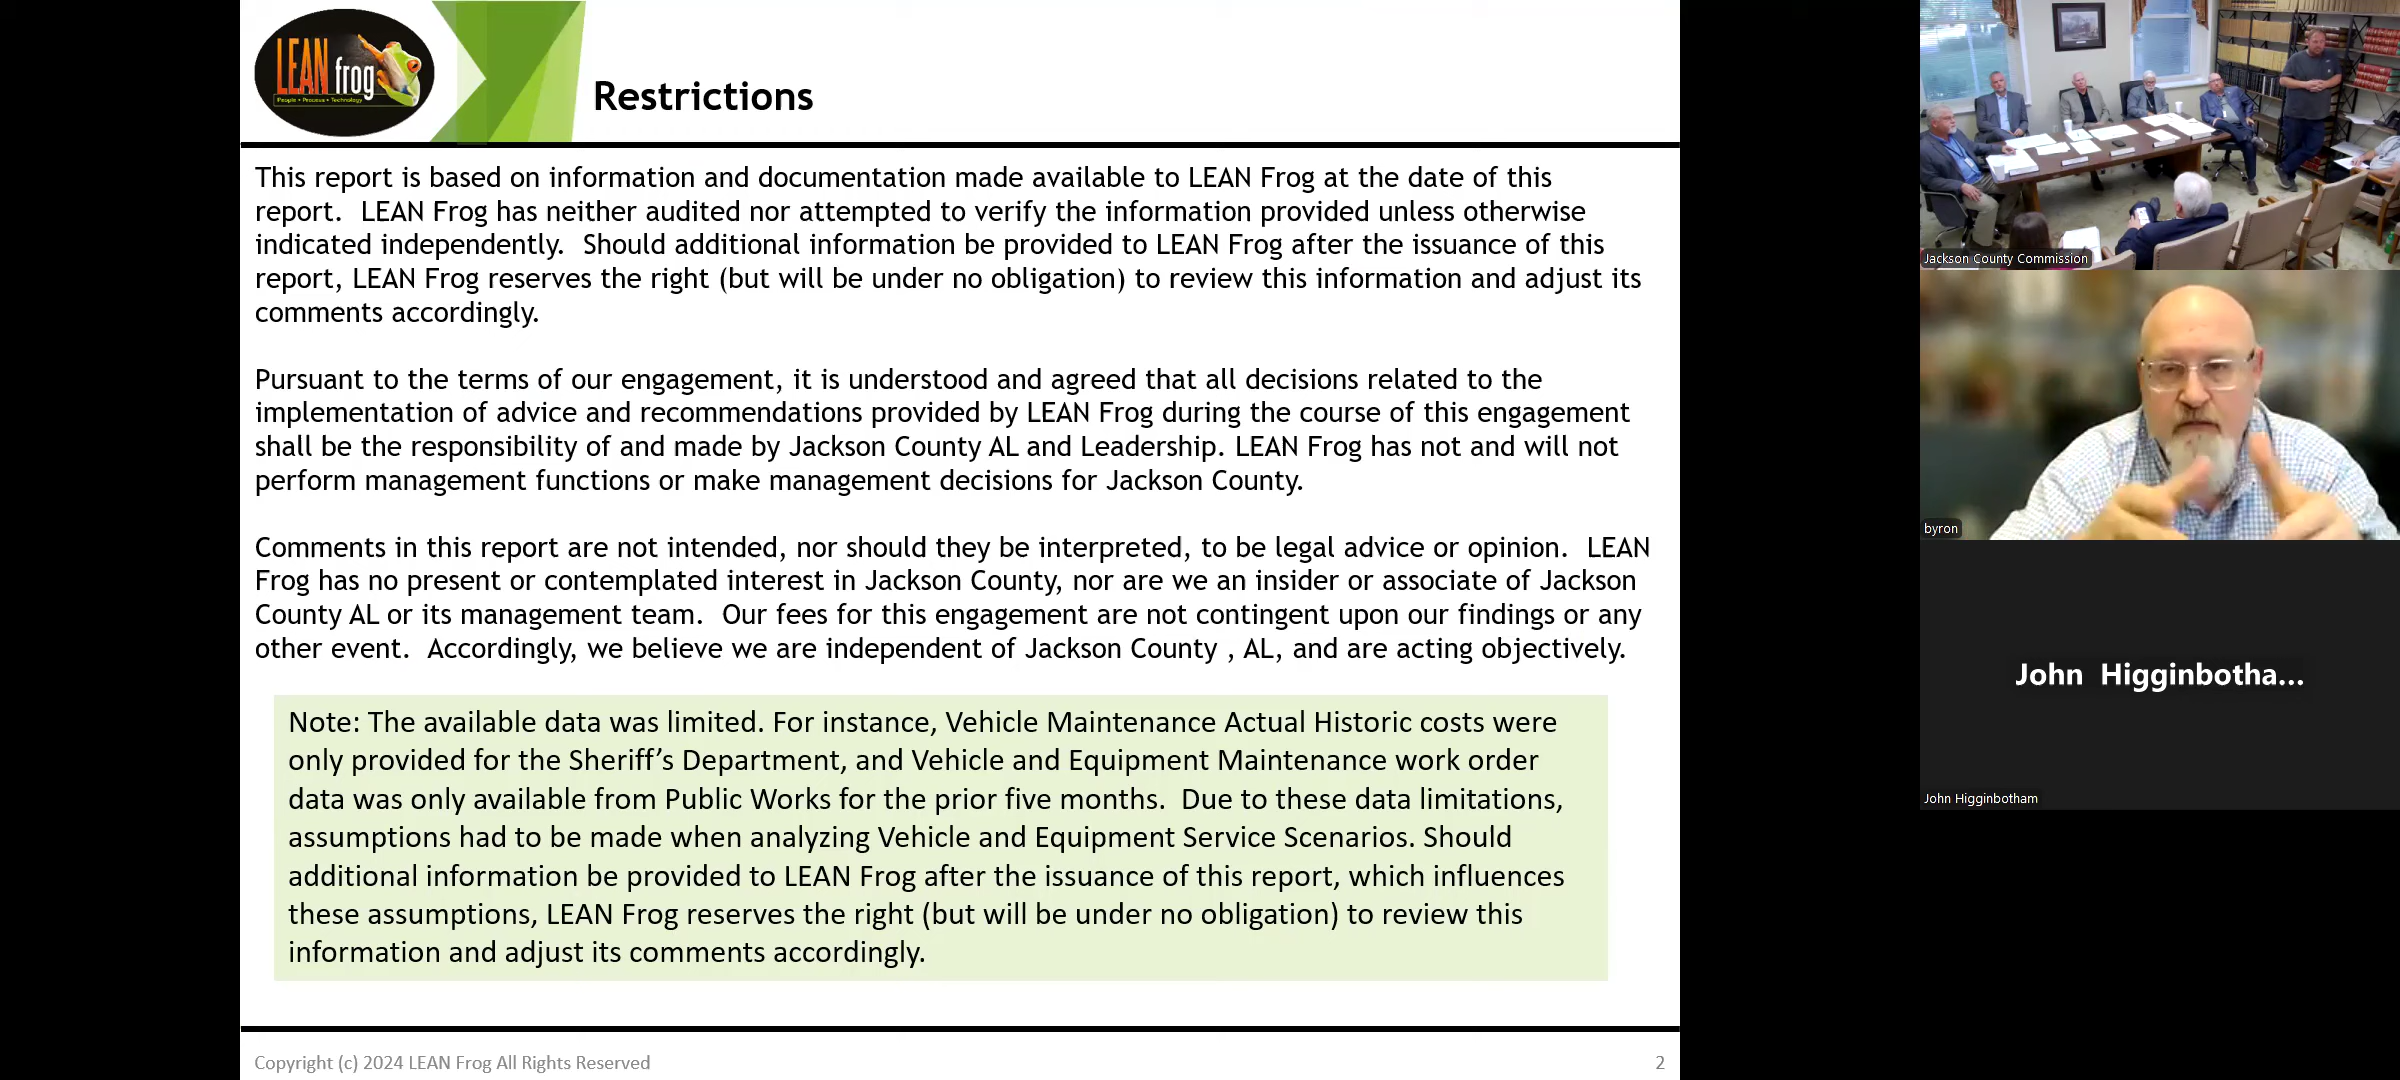 LEAN frog
People • Process • Technology
Restrictions
This report is based on information and documentation made available to LEAN Frog at the date of this
report.  LEAN Frog has neither audited nor attempted to verify the information provided unless otherwise
indicated independently.  Should additional information be provided to LEAN Frog after the issuance of this
report, LEAN Frog reserves the right (but will be under no obligation) to review this information and adjust its
comments accordingly.
Pursuant to the terms of our engagement, it is understood and agreed that all decisions related to the
implementation of advice and recommendations provided by LEAN Frog during the course of this engagement
shall be the responsibility of and made by Jackson County AL and Leadership. LEAN Frog has not and will not
perform management functions or make management decisions for Jackson County.
Comments in this report are not intended, nor should they be interpreted, to be legal advice or opinion.  LEAN
Frog has no present or contemplated interest in Jackson County, nor are we an insider or associate of Jackson
County AL or its management team.  Our fees for this engagement are not contingent upon our findings or any
other event.  Accordingly, we believe we are independent of Jackson County , AL, and are acting objectively.
Note: The available data was limited. For instance, Vehicle Maintenance Actual Historic costs were
only provided for the Sheriff’s Department, and Vehicle and Equipment Maintenance work order
data was only available from Public Works for the prior five months.  Due to these data limitations,
assumptions had to be made when analyzing Vehicle and Equipment Service Scenarios. Should
additional information be provided to LEAN Frog after the issuance of this report, which influences
these assumptions, LEAN Frog reserves the right (but will be under no obligation) to review this
information and adjust its comments accordingly.
Copyright (c) 2024 LEAN Frog All Rights Reserved
2
Jackson County Commission
byron
John  Higginbotha...
John Higginbotham